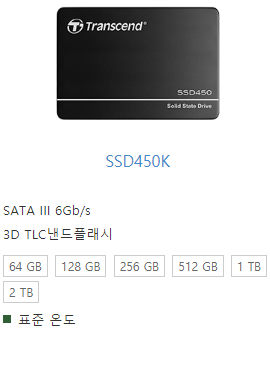 Transcend
SSD450
Solid State Drive
SSD450K
SATA III 6Gb/s
3D TLC낸드플래시
64 GB 128 GB 256 GB 512 GB 1 TB
2 TB
표준 온도